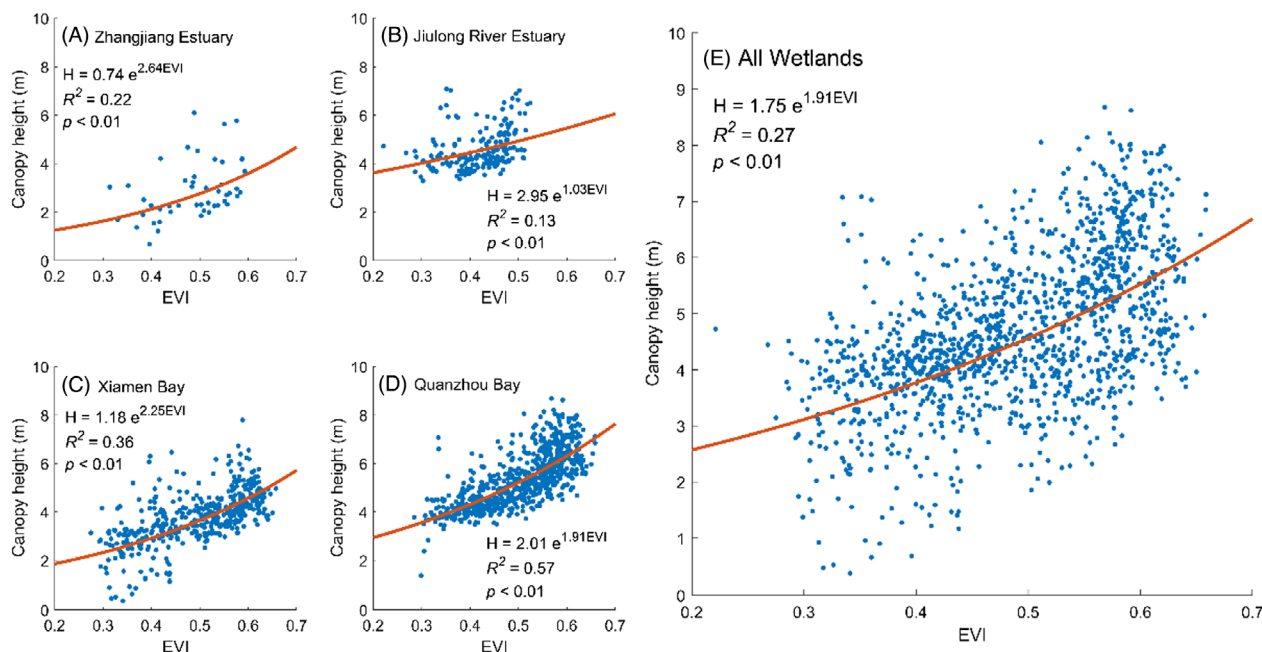 (A) Zhangjiang Estuary
H = 0.74 e^2.64EVI
R² = 0.22
p < 0.01
Canopy height (m)
10
8
6
4
2
0
0.2 0.3 0.4 0.5 0.6 0.7
EVI
(B) Jiulong River Estuary
H = 2.95 e^1.03EVI
R² = 0.13
p < 0.01
Canopy height (m)
10
8
6
4
2
0
0.2 0.3 0.4 0.5 0.6 0.7
EVI
(C) Xiamen Bay
H = 1.18 e^2.25EVI
R² = 0.36
p < 0.01
Canopy height (m)
10
8
6
4
2
0
0.2 0.3 0.4 0.5 0.6 0.7
EVI
(D) Quanzhou Bay
H = 2.01 e^1.91EVI
R² = 0.57
p < 0.01
Canopy height (m)
10
8
6
4
2
0
0.2 0.3 0.4 0.5 0.6 0.7
EVI
(E) All Wetlands
H = 1.75 e^1.91EVI
R² = 0.27
p < 0.01
Canopy height (m)
10
9
8
7
6
5
4
3
2
1
0
0.2 0.3 0.4 0.5 0.6 0.7
EVI